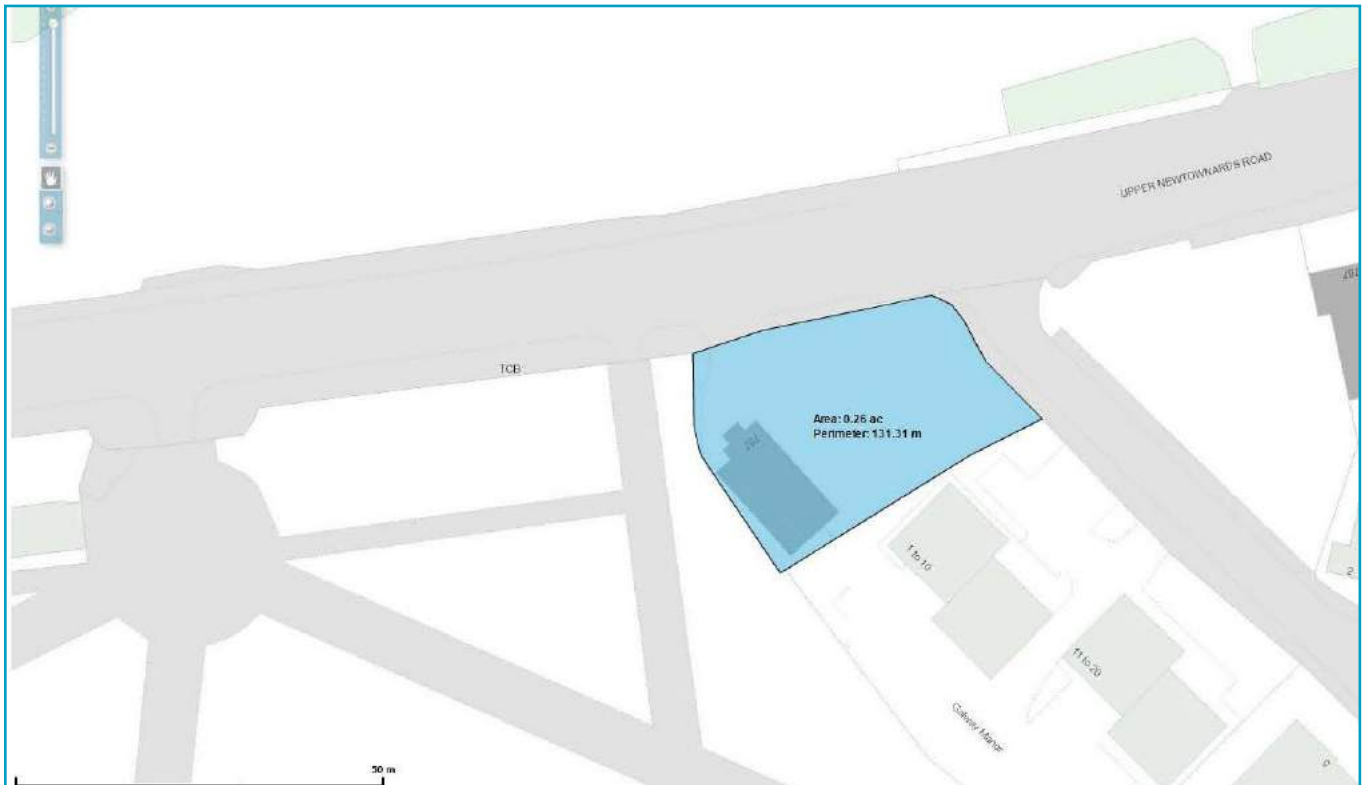 UPPER NEWTOWNARDS ROAD
TCB
Area: 0.26 ac
Perimeter: 131.31 m
1 to 10
11 to 20
Galway Manor
2
50 m